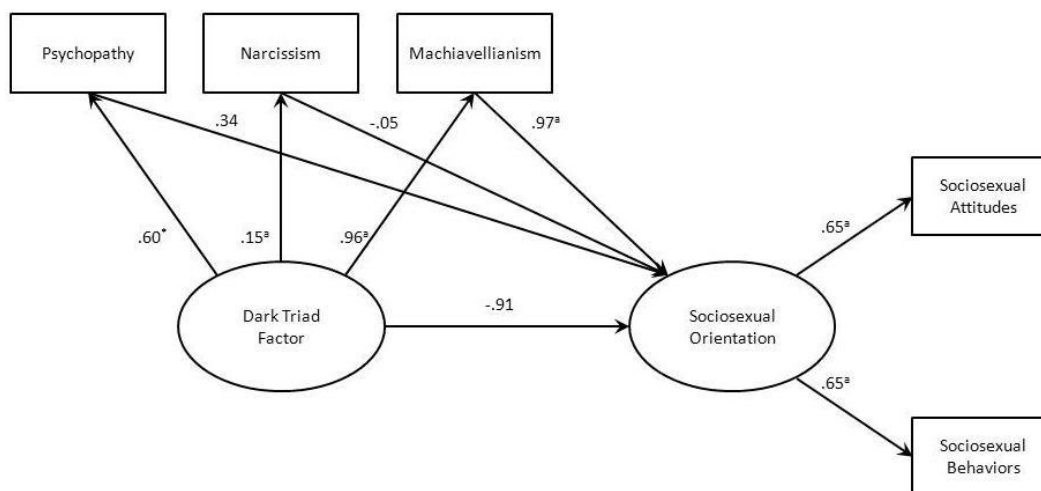 Psychopathy
Narcissism
Machiavellianism
.34
-.05
.97ª
Sociosexual
Attitudes
.60*
.15ª
.96ª
.65ª
Dark Triad
Factor
-.91
Sociosexual
Orientation
.65ª
Sociosexual
Behaviors